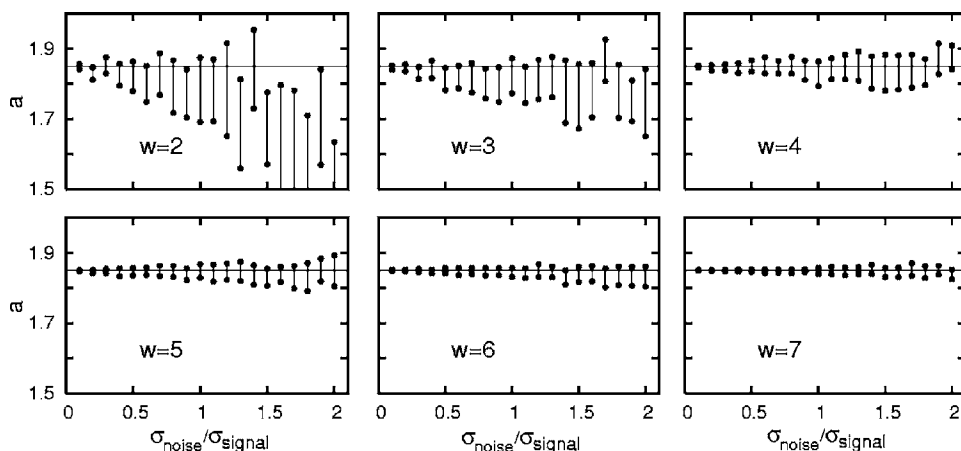 1.9
1.7
1.5
a
w=2
w=3
w=4
1.9
1.7
1.5
a
w=5
w=6
w=7
0 0.5 1 1.5 2
0 0.5 1 1.5 2
0 0.5 1 1.5 2
σnoise/σsignal
σnoise/σsignal
σnoise/σsignal